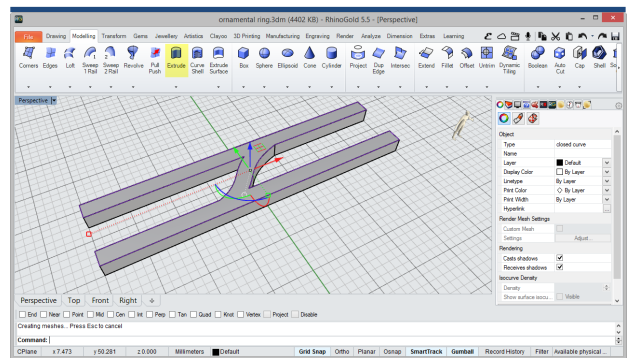 ornamental ring.3dm (4402 KB) - RhinoGold 5.5 - [Perspective]
File Drawing Modelling Transform Gems Jewellery Artistics Clayoo 3D Printing Manufacturing Engraving Render Analyze Dimension Extras Learning
Corners Edges Loft Sweep 1 Rail Sweep 2 Rail Revolve Pull Push Extrude Curve Shell Extrude Surface Box Sphere Ellipsoid Cone Cylinder Project Dup Edge Intersec Extend Fillet Offset Untrim Dynamic Tileg Boolean Auto Cut Cap Shell
Perspective
Object
Type closed curve
Name
Layer Default
Display Color By Layer
Linetype By Layer
Print Color By Layer
Print Width By Layer
Hyperlink
Render Mesh Settings
Custom Mesh
Settings Adjust...
Rendering
Casts shadows
Receives shadows
Isocurve Density
Density
Show surface isocu Visible
Perspective Top Front Right
End Near Point Mid Cen Int Perp Tan Quad Knot Vertex Project Disable
Creating meshes... Press Esc to cancel
Command:
CPlane x 7.473 y 50.281 z 0.000 Millimeters Default Grid Snap Ortho Planar Osnap SmartTrack Gumball Record History Filter Available physical ...